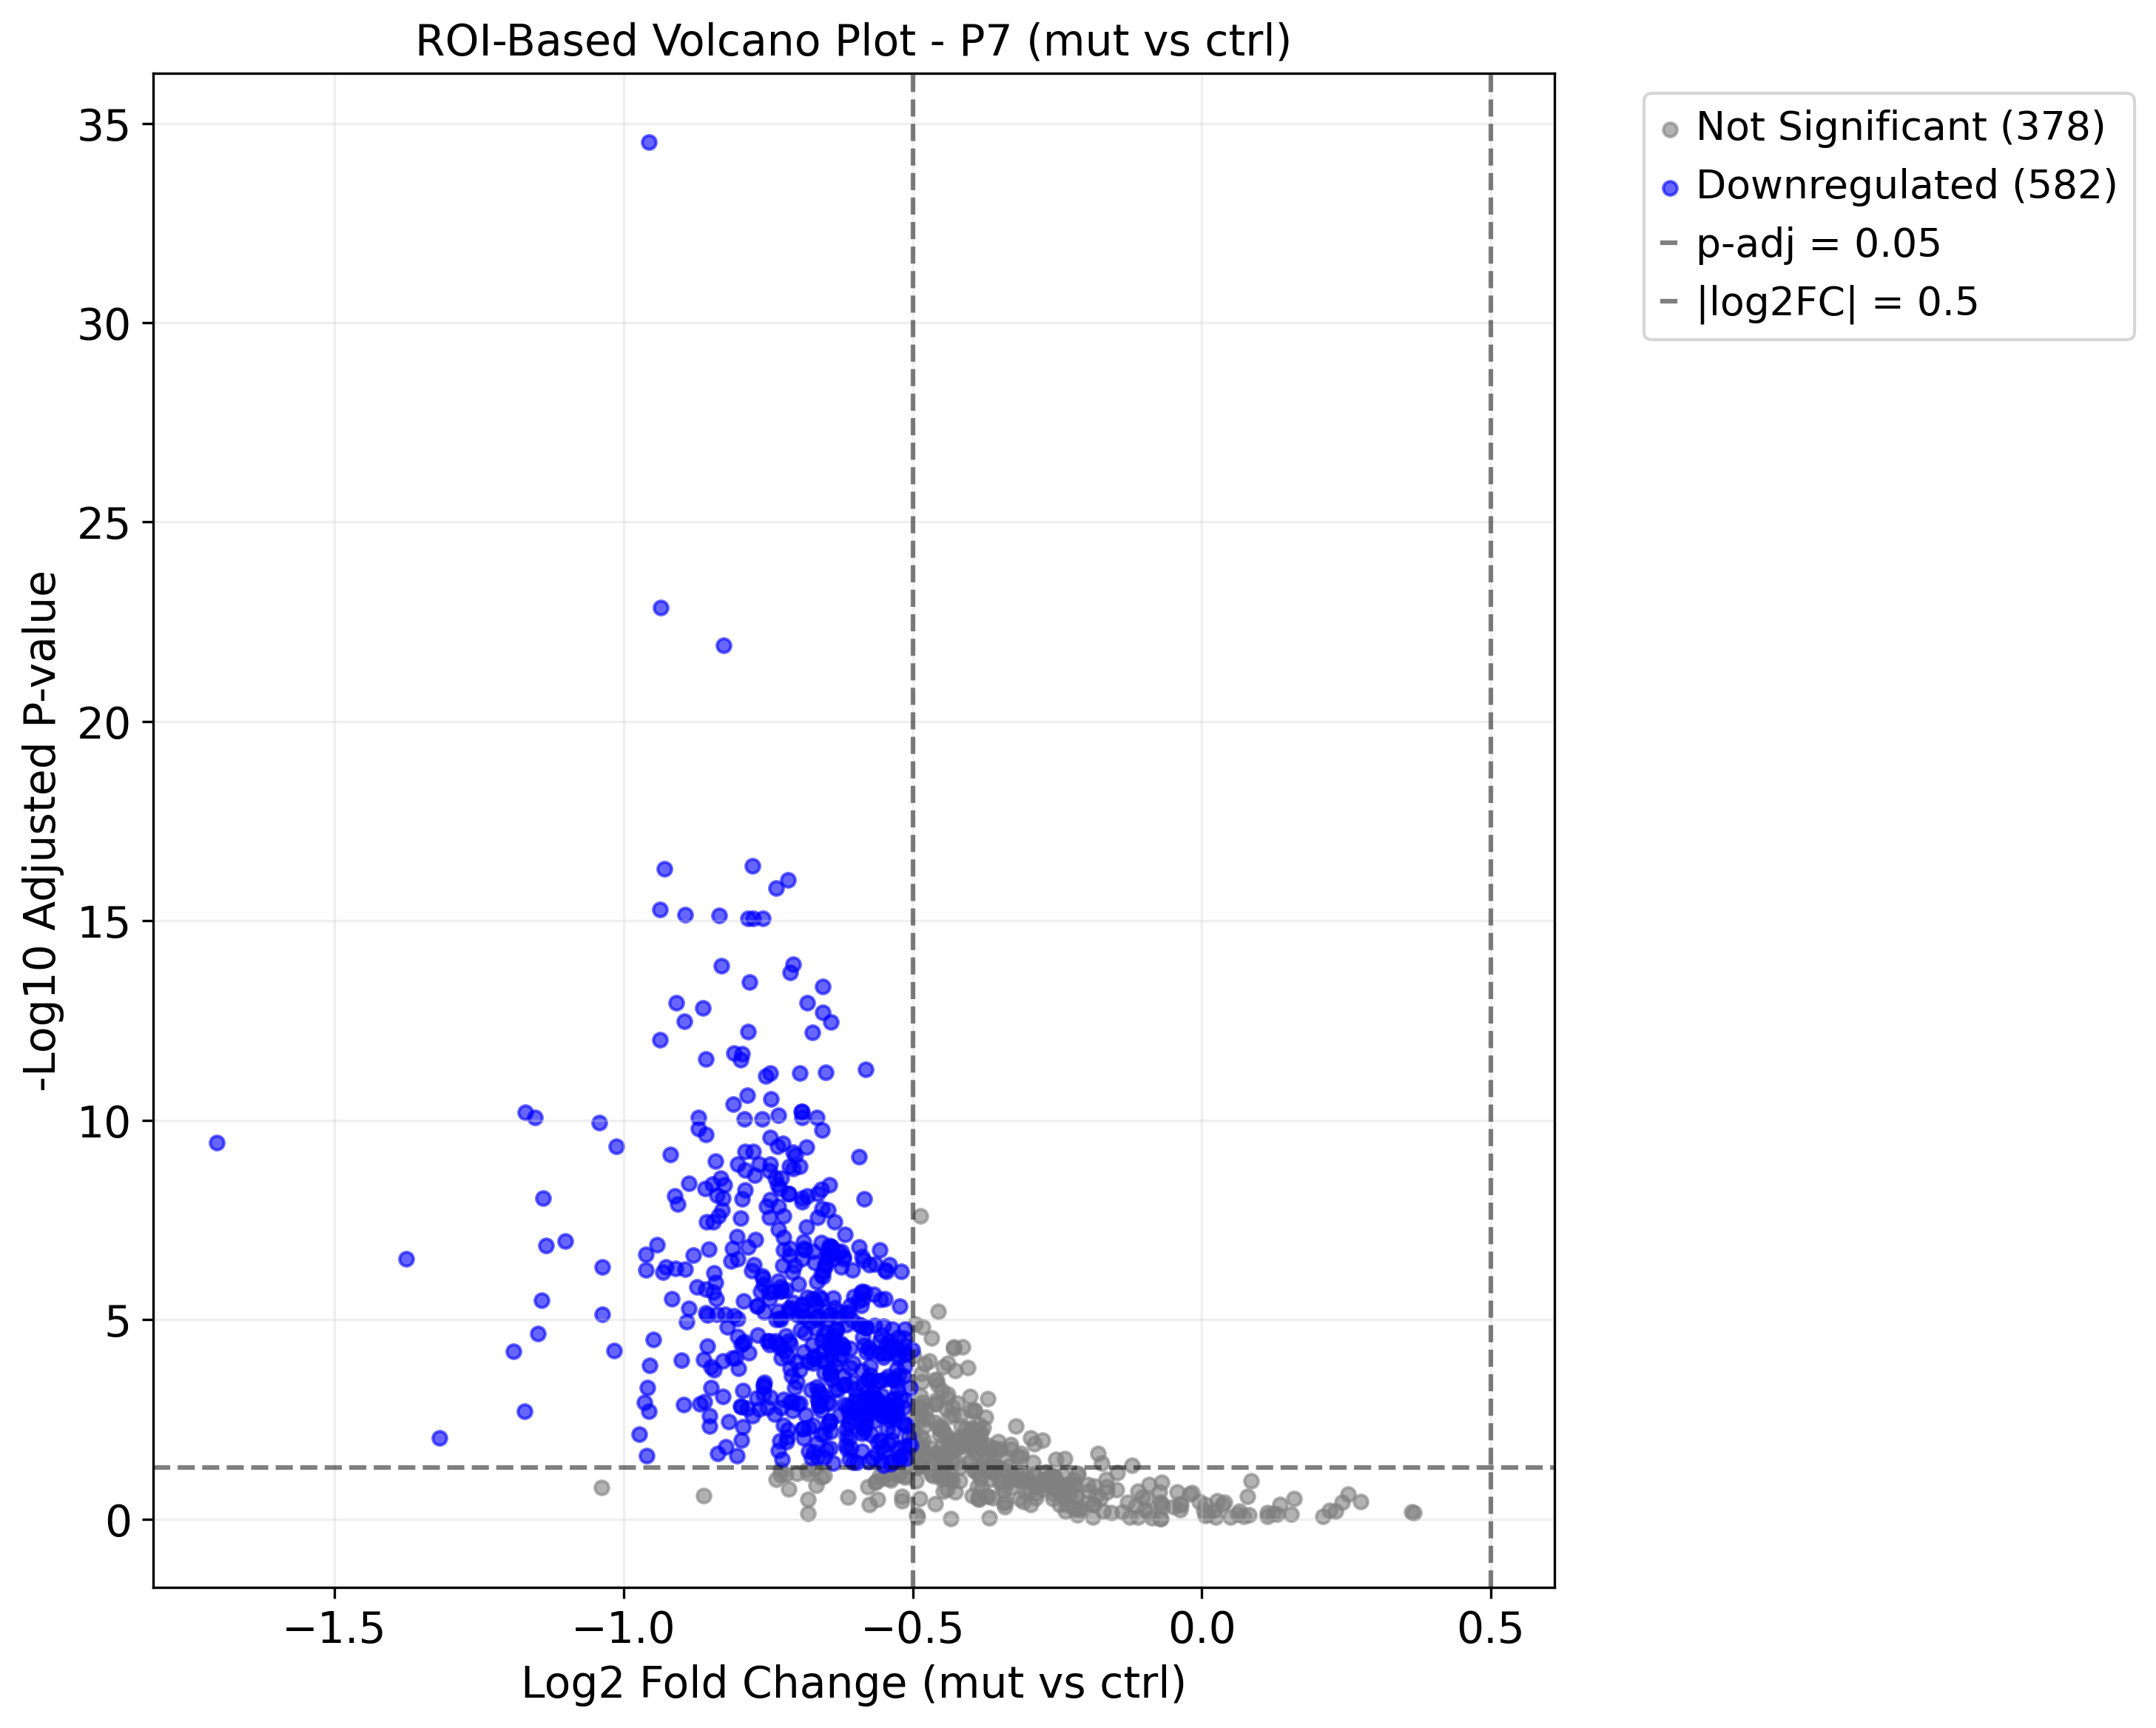 ROI-Based Volcano Plot - P7 (mut vs ctrl)
Not Significant (378)
Downregulated (582)
p-adj = 0.05
|log2FC| = 0.5
-Log10 Adjusted P-value
35
30
25
20
15
10
5
0
−1.5
−1.0
−0.5
0.0
0.5
Log2 Fold Change (mut vs ctrl)